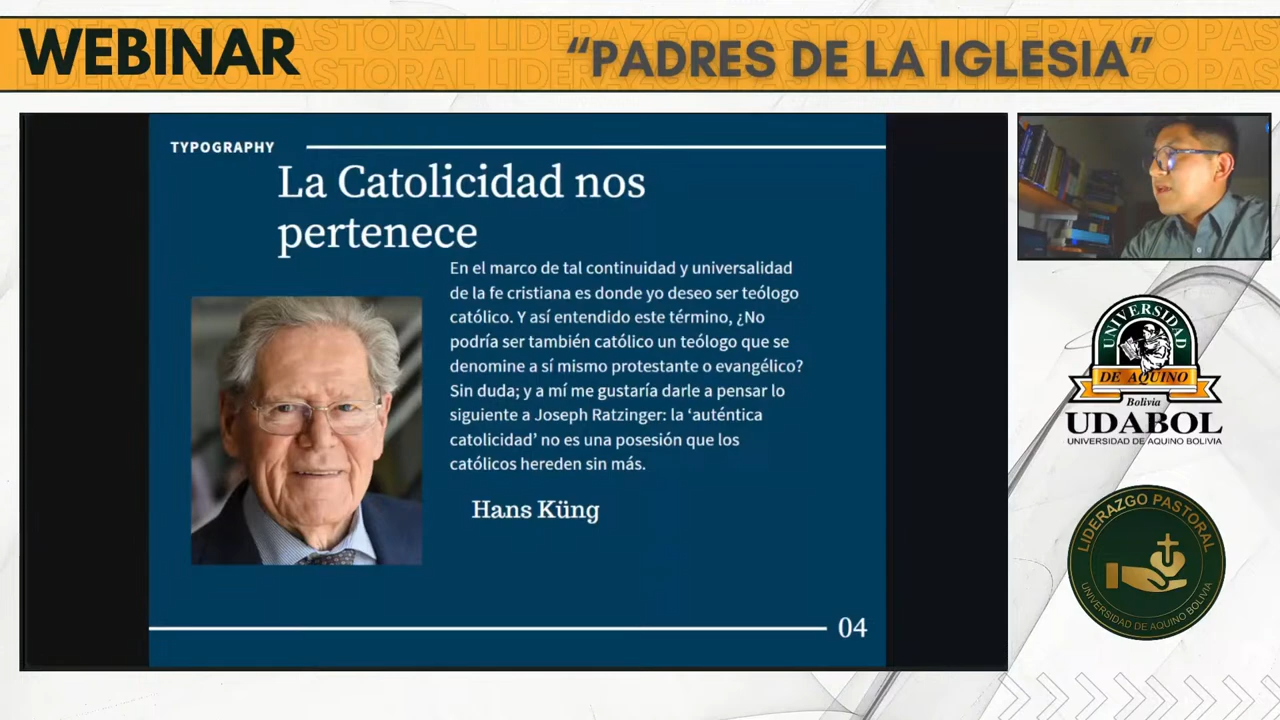 WEBINAR
“PADRES DE LA IGLESIA”
TYPOGRAPHY
La Catolicidad nos
pertenece
En el marco de tal continuidad y universalidad
de la fe cristiana es donde yo deseo ser teólogo
católico. Y así entendido este término, ¿No
podría ser también católico un teólogo que se
denomine a sí mismo protestante o evangélico?
Sin duda; y a mí me gustaría darle a pensar lo
siguiente a Joseph Ratzinger: la ‘auténtica
catolicidad’ no es una posesión que los
católicos hereden sin más.
Hans Küng
04
UNIVERSIDAD
DE AQUINO
Bolivia
UDABOL
UNIVERSIDAD DE AQUINO BOLIVIA
LIDERAZGO PASTORAL
UNIVERSIDAD DE AQUINO BOLIVIA